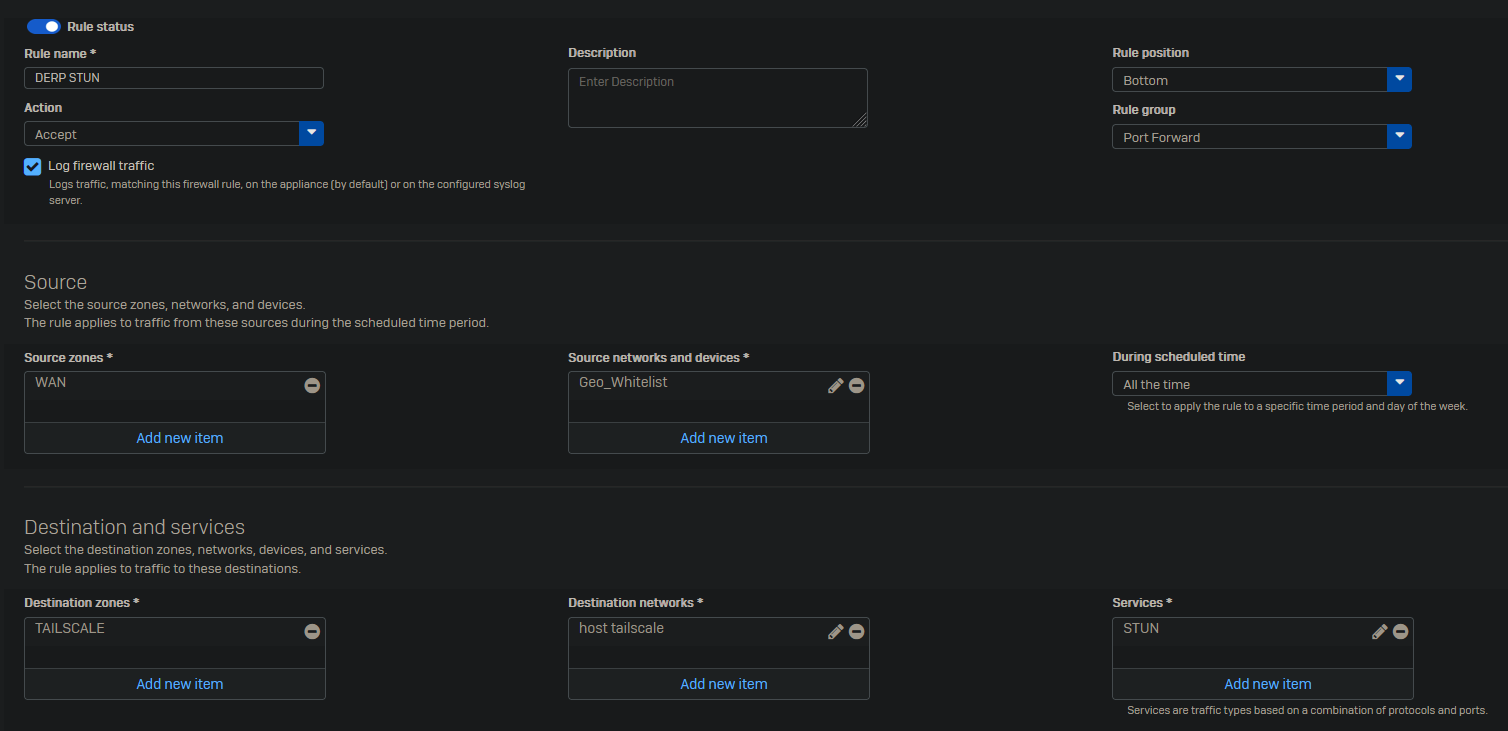 Rule status
Rule name *
DERP STUN
Action
Accept
Log firewall traffic
Logs traffic, matching this firewall rule, on the appliance (by default) or on the configured syslog
server.
Description
Enter Description
Rule position
Bottom
Rule group
Port Forward
Source
Select the source zones, networks, and devices.
The rule applies to traffic from these sources during the scheduled time period.
Source zones *
WAN
Add new item
Source networks and devices *
Geo_Whitelist
Add new item
During scheduled time
All the time
Select to apply the rule to a specific time period and day of the week.
Destination and services
Select the destination zones, networks, devices, and services.
The rule applies to traffic to these destinations.
Destination zones *
TAILSCALE
Add new item
Destination networks *
host tailscale
Add new item
Services *
STUN
Add new item
Services are traffic types based on a combination of protocols and ports.